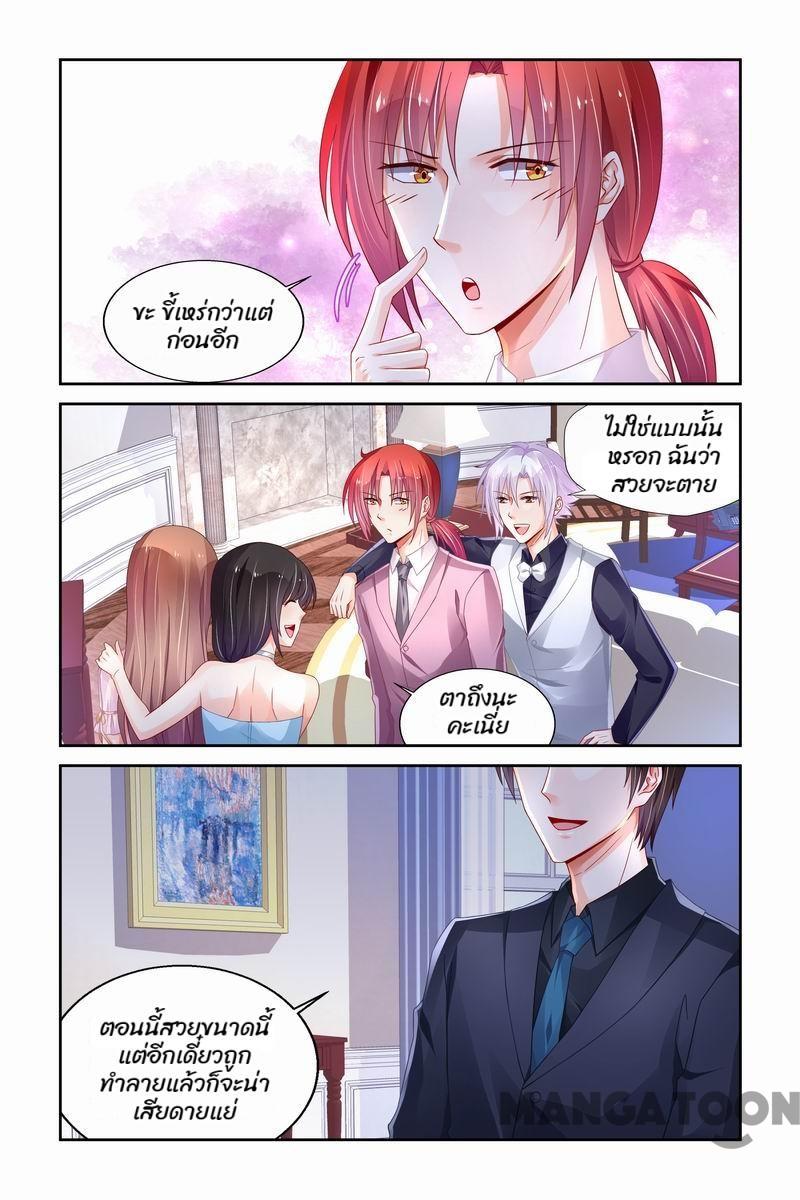 ขะ ขี้เหร่กว่าแต่
ก่อนอีก
ไม่ใช่แบบนั้น
หรอก ฉันว่า
สวยจะตาย
ตาถึงนะ
คะเนี่ย
ตอนนี้สวยขนาดนี้
แต่อีกเดี๋ยวถูก
ทำลายแล้วก็จะน่า
เสียดายแย่
MANGATOON